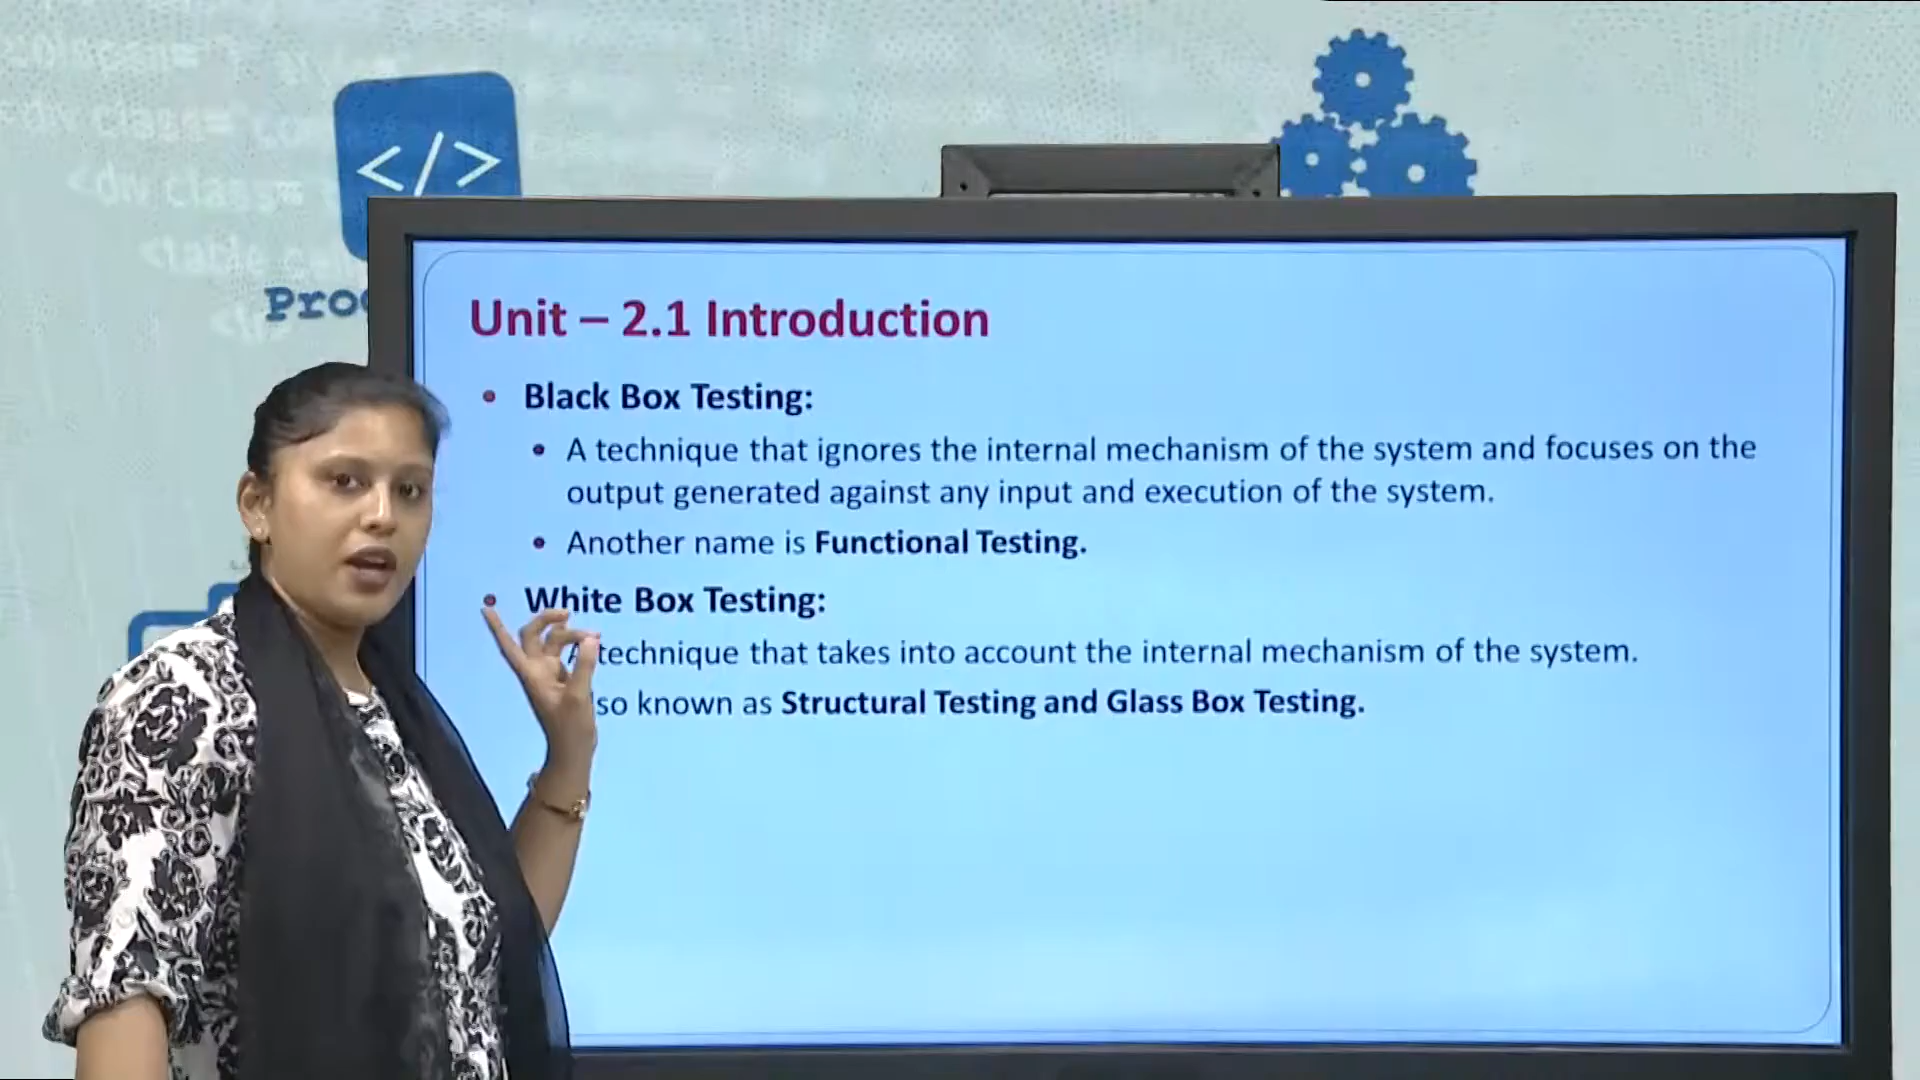 </>
Unit – 2.1 Introduction
• Black Box Testing:
• A technique that ignores the internal mechanism of the system and focuses on the
output generated against any input and execution of the system.
• Another name is Functional Testing.
• White Box Testing:
technique that takes into account the internal mechanism of the system.
so known as Structural Testing and Glass Box Testing.